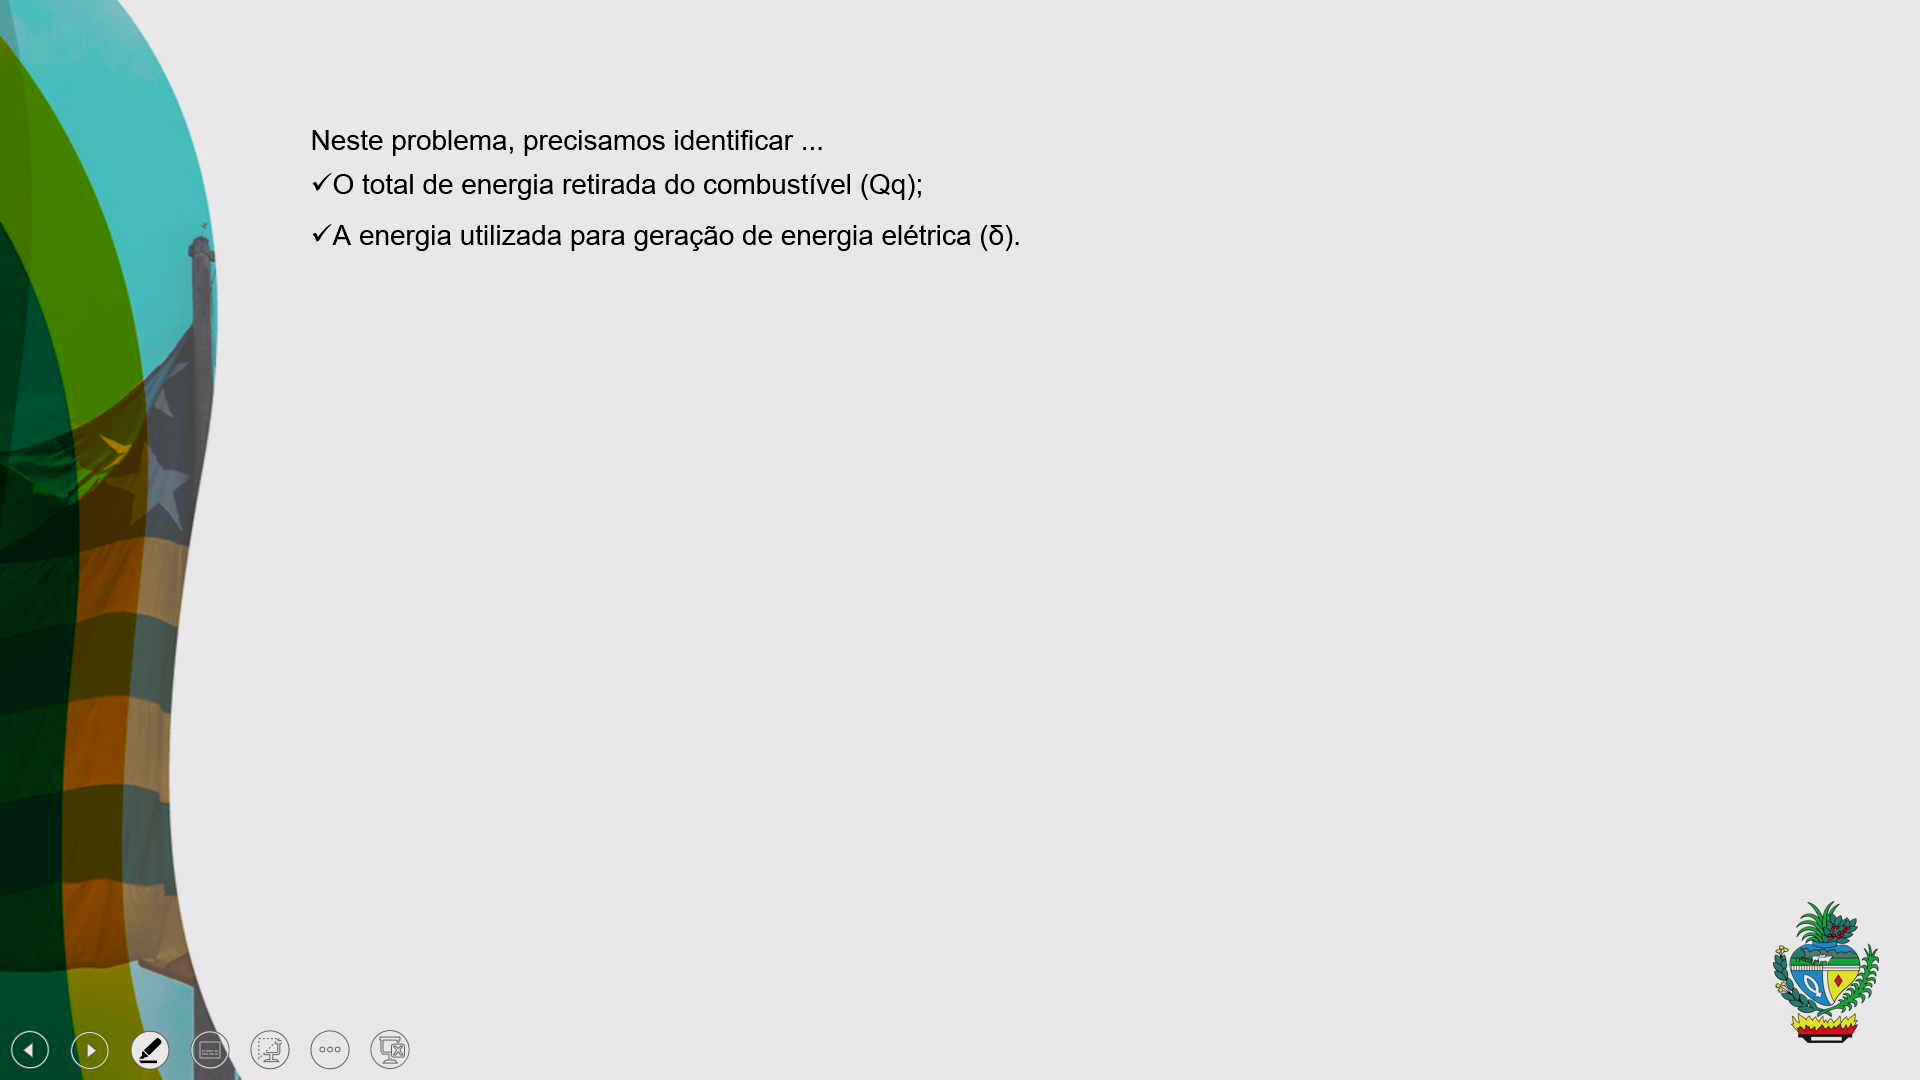 Neste problema, precisamos identificar ...
✓O total de energia retirada do combustível (Qq);
✓A energia utilizada para geração de energia elétrica (δ).